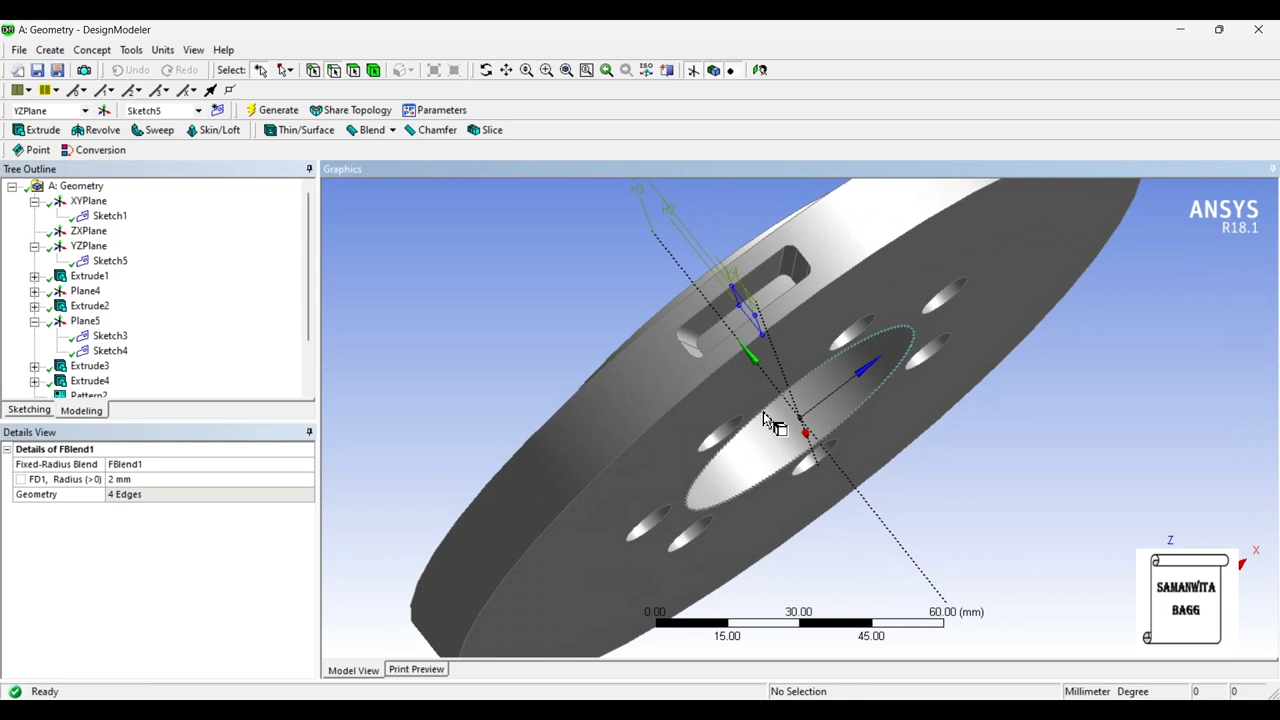 A: Geometry - DesignModeler
File Create Concept Tools Units View Help
Undo Redo Select: ISO
YZPlane Sketch5 Generate Share Topology Parameters
Extrude Revolve Sweep Skin/Loft Thin/Surface Blend Chamfer Slice
Point Conversion
Tree Outline
A: Geometry
XYPlane
Sketch1
ZXPlane
YZPlane
Sketch5
Extrude1
Plane4
Extrude2
Plane5
Sketch3
Sketch4
Extrude3
Extrude4
Pattern2
Sketching Modeling
Details View
Details of FBlend1
Fixed-Radius Blend FBlend1
FD1, Radius (>0) 2 mm
Geometry 4 Edges
Graphics
ANSYS
R18.1
H3
H2
0.00 30.00 60.00 (mm)
15.00 45.00
Z
X
SAMANWITA
BAGG
Model View Print Preview
Ready No Selection Millimeter Degree 0 0